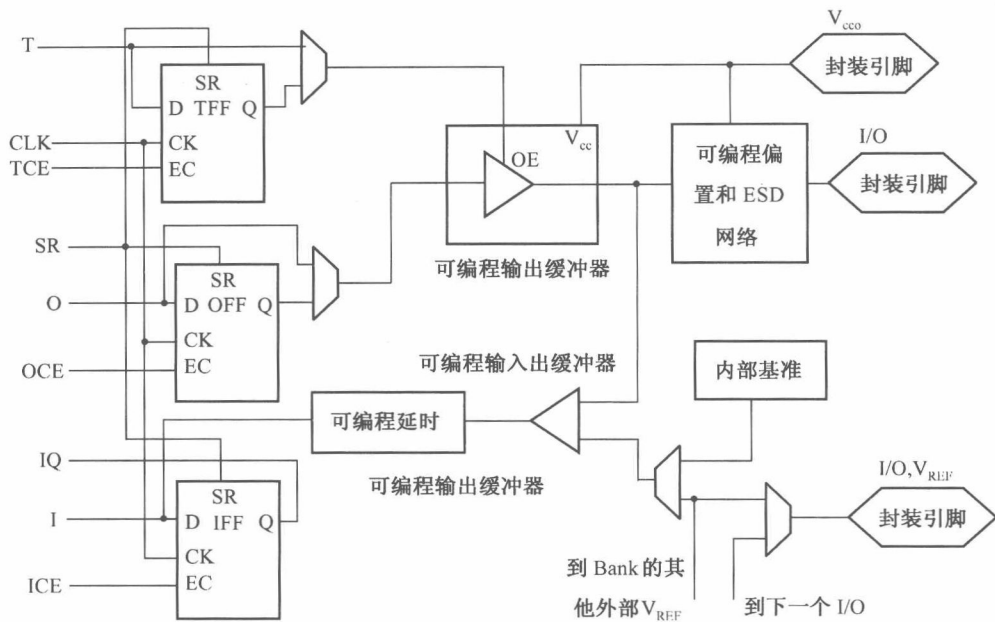 T
SR
D TFF Q
CLK
CK
TCE
EC
SR
SR
O
D OFF Q
CK
OCE
EC
IQ
SR
I
D IFF Q
CK
ICE
EC
V_cc
OE
可编程输出缓冲器
V_cco
封装引脚
I/O
可编程偏
置和 ESD
网络
封装引脚
可编程输入出缓冲器
可编程延时
可编程输出缓冲器
内部基准
I/O,V_REF
封装引脚
到 Bank 的其
他外部 V_REF
到下一个 I/O